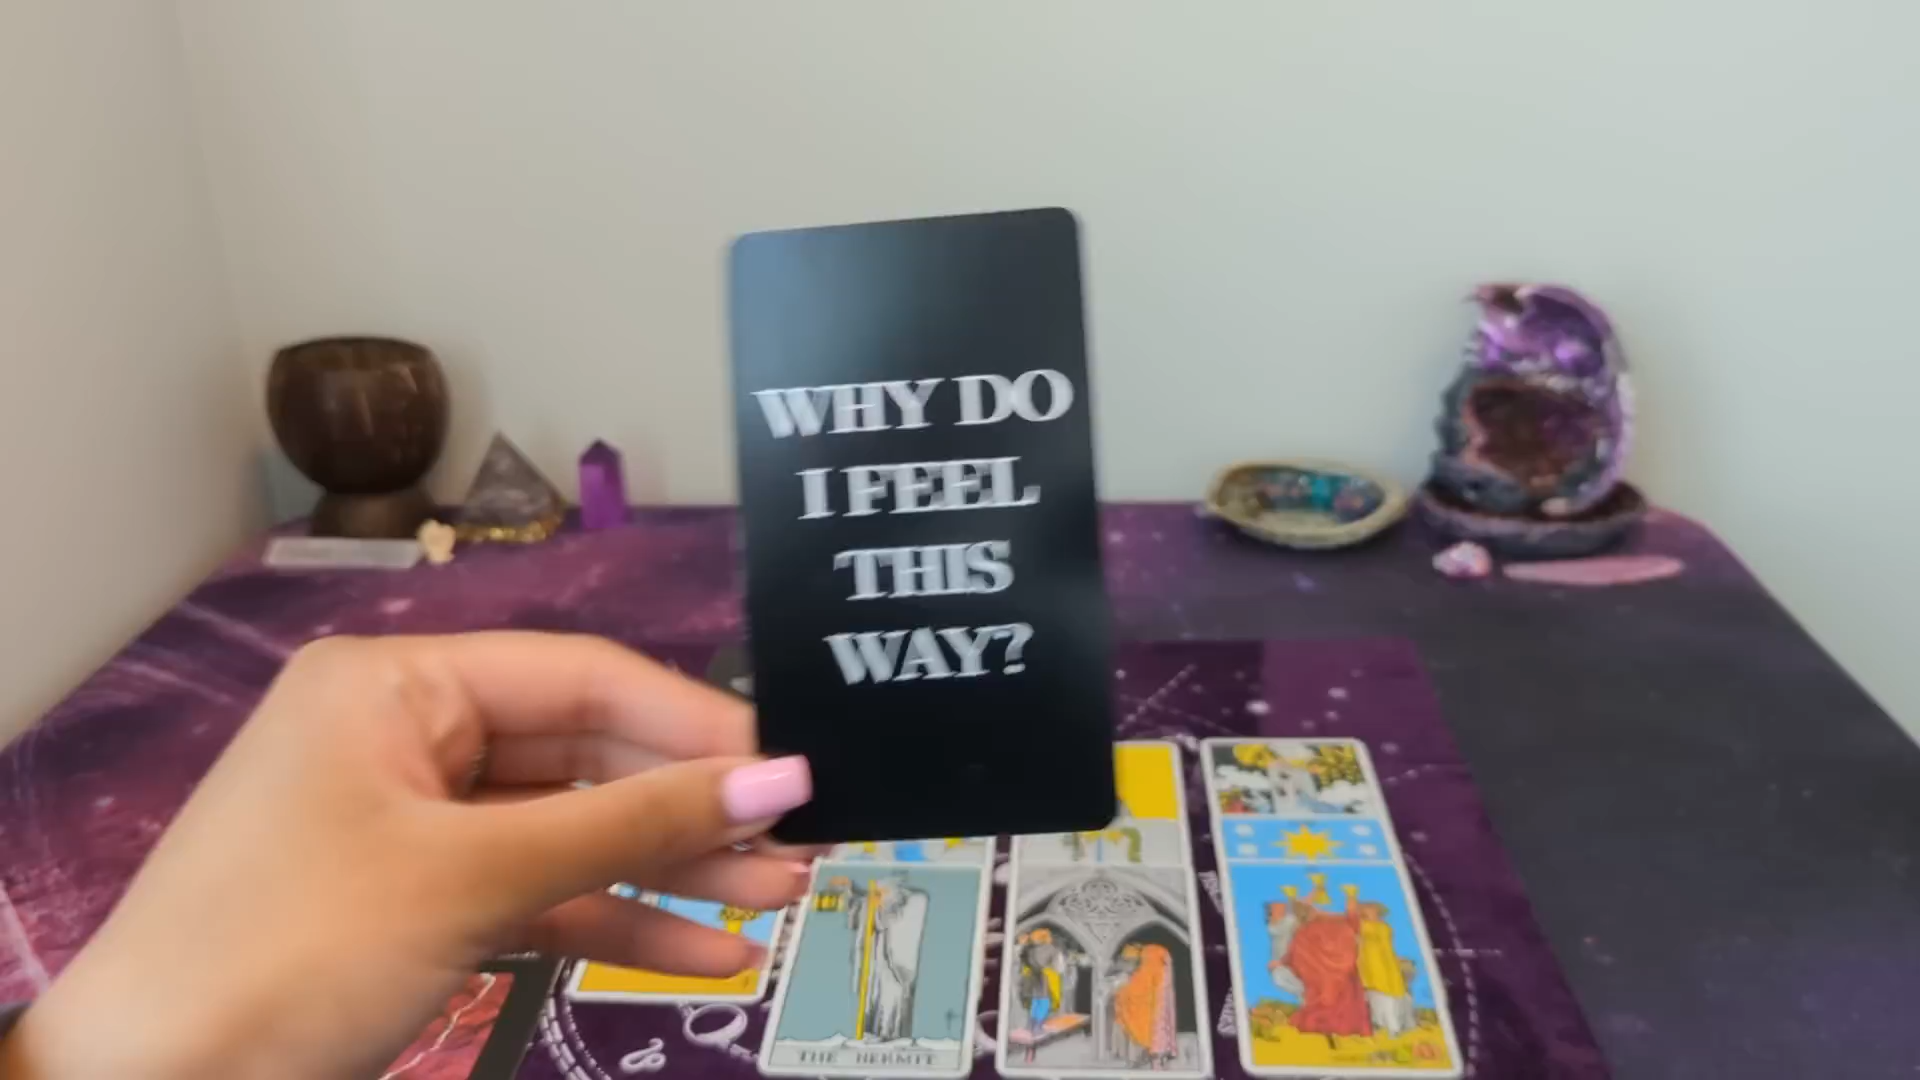 WHY DO
I FEEL
THIS
WAY?
THE HERMIT